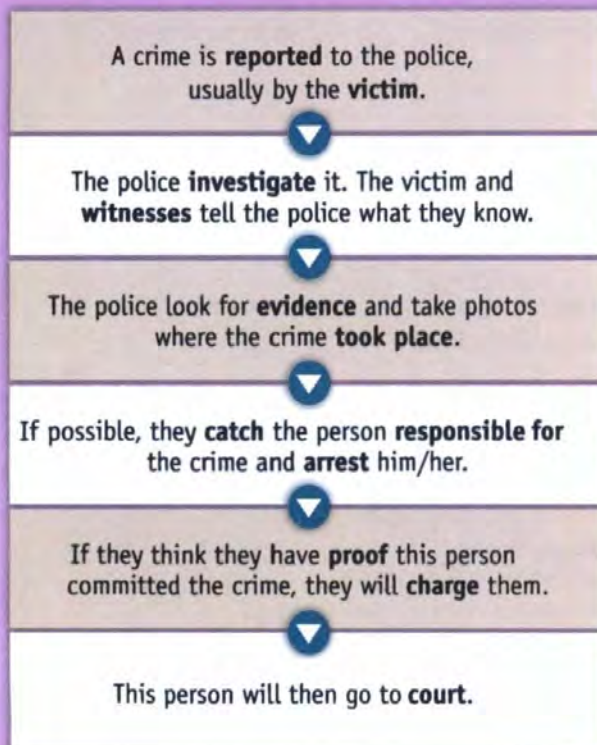 A crime is reported to the police,
usually by the victim.
The police investigate it. The victim and
witnesses tell the police what they know.
The police look for evidence and take photos
where the crime took place.
If possible, they catch the person responsible for
the crime and arrest him/her.
If they think they have proof this person
committed the crime, they will charge them.
This person will then go to court.